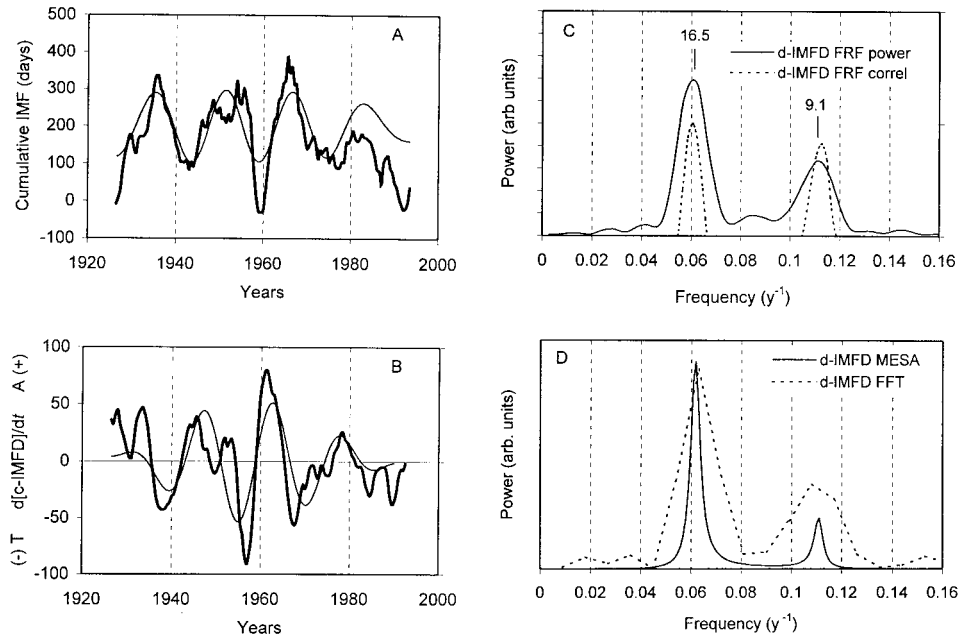 A
Cumulative IMF (days)
500
400
300
200
100
0
-100
1920
1940
1960
1980
2000
Years
B
(-) T d[c-IMFD]/dt A (+)
100
50
0
-50
-100
1920
1940
1960
1980
2000
Years
C
16.5
9.1
d-IMFD FRF power
d-IMFD FRF correl
Power (arb units)
0
0.02
0.04
0.06
0.08
0.10
0.12
0.14
0.16
Frequency (y-1)
D
d-IMFD MESA
d-IMFD FFT
Power (arb. units)
0
0.02
0.04
0.06
0.08
0.10
0.12
0.14
0.16
Frequency (y-1)